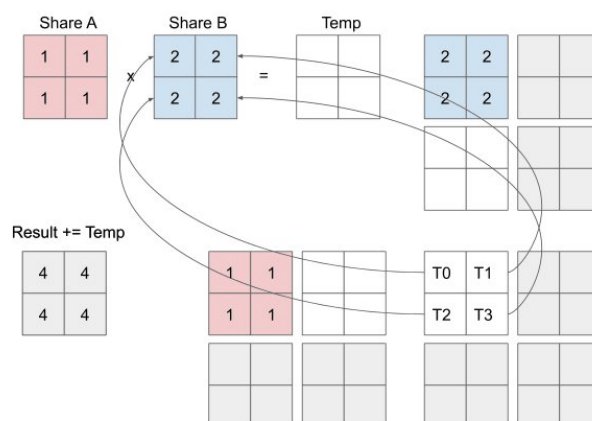 Share A Share B Temp
1 1 2 2 2 2
x =
1 1 2 2 2 2
Result += Temp
4 4 1 1 T0 T1
4 4 1 1 T2 T3